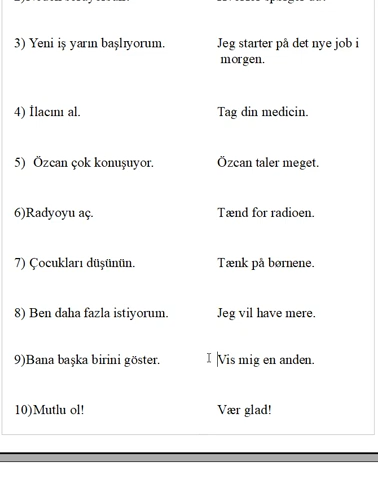 3) Yeni iş yarın başlıyorum.
Jeg starter på det nye job i
morgen.
4) İlacını al.
Tag din medicin.
5) Özcan çok konuşuyor.
Özcan taler meget.
6)Radyoyu aç.
Tænd for radioen.
7) Çocukları düşünün.
Tænk på børnene.
8) Ben daha fazla istiyorum.
Jeg vil have mere.
9)Bana başka birini göster.
Vis mig en anden.
10)Mutlu ol!
Vær glad!